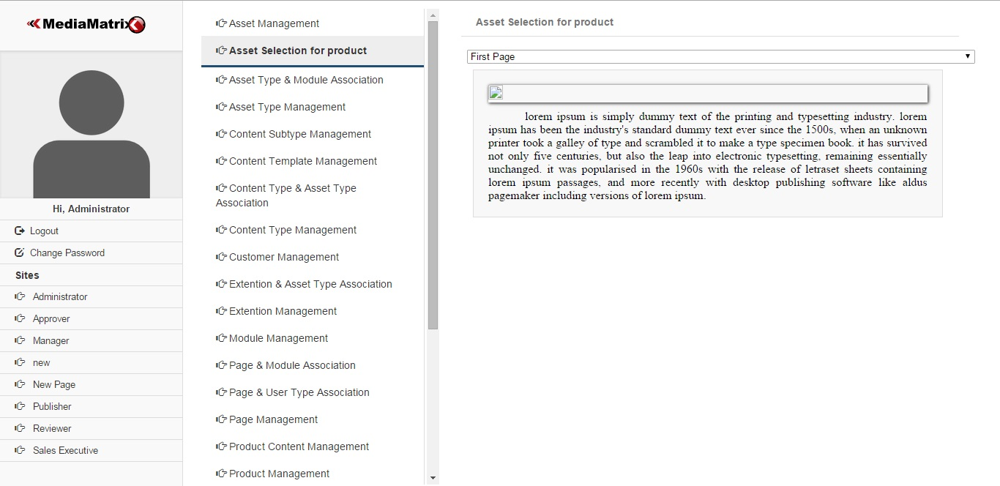 MediaMatrix
Hi, Administrator
Logout
Change Password
Sites
Administrator
Approver
Manager
new
New Page
Publisher
Reviewer
Sales Executive
Asset Management
Asset Selection for product
Asset Type & Module Association
Asset Type Management
Content Subtype Management
Content Template Management
Content Type & Asset Type
Association
Content Type Management
Customer Management
Extention & Asset Type Association
Extention Management
Module Management
Page & Module Association
Page & User Type Association
Page Management
Product Content Management
Product Management
Asset Selection for product
First Page
lorem ipsum is simply dummy text of the printing and typesetting industry. lorem
ipsum has been the industry's standard dummy text ever since the 1500s, when an unknown
printer took a galley of type and scrambled it to make a type specimen book. it has survived
not only five centuries, but also the leap into electronic typesetting, remaining essentially
unchanged. it was popularised in the 1960s with the release of letraset sheets containing
lorem ipsum passages, and more recently with desktop publishing software like aldus
pagemaker including versions of lorem ipsum.